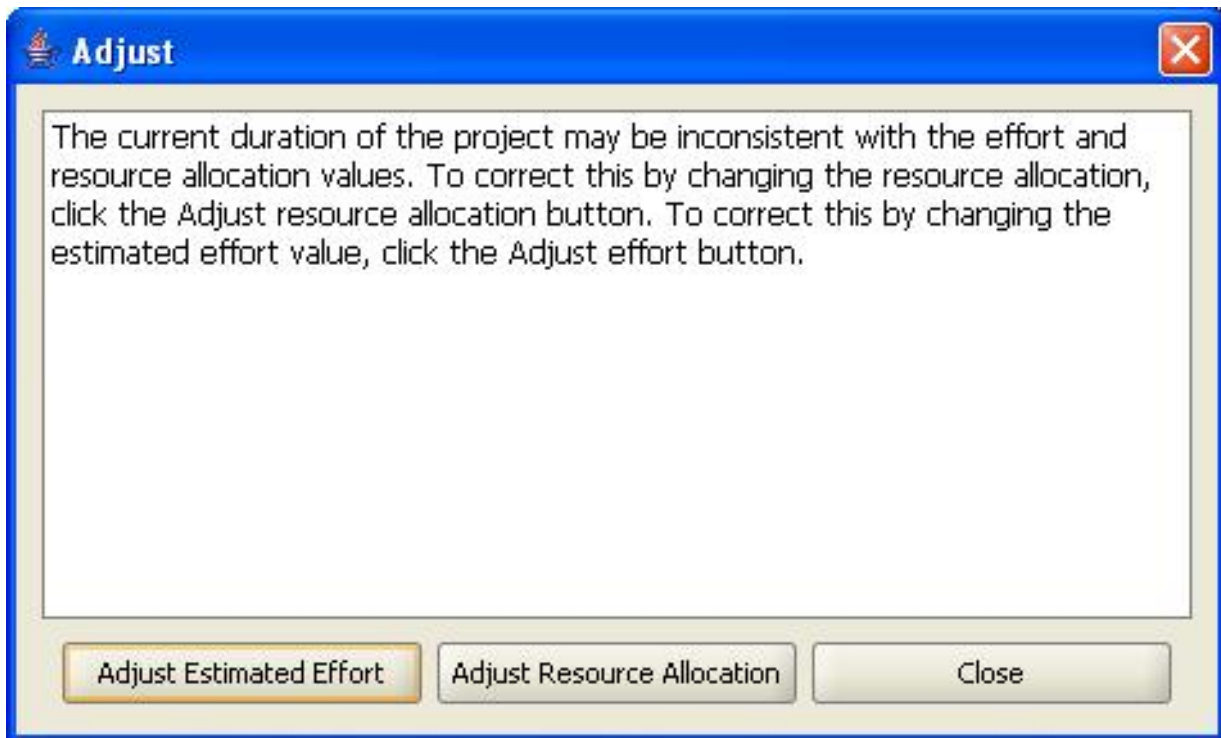 Adjust
The current duration of the project may be inconsistent with the effort and
resource allocation values. To correct this by changing the resource allocation,
click the Adjust resource allocation button. To correct this by changing the
estimated effort value, click the Adjust effort button.
Adjust Estimated Effort
Adjust Resource Allocation
Close